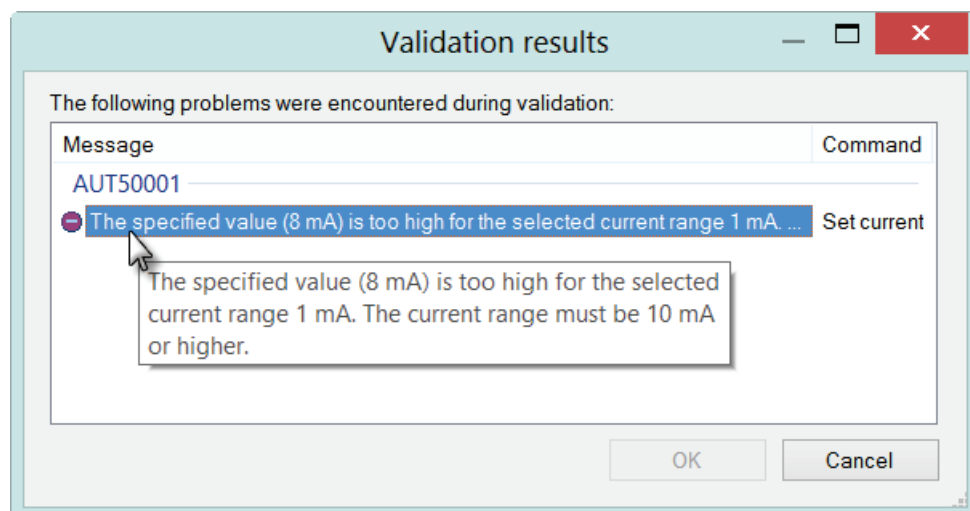 Validation results
The following problems were encountered during validation:
Message Command
AUT50001
The specified value (8 mA) is too high for the selected current range 1 mA. ... Set current
The specified value (8 mA) is too high for the selected
current range 1 mA. The current range must be 10 mA
or higher.
OK Cancel